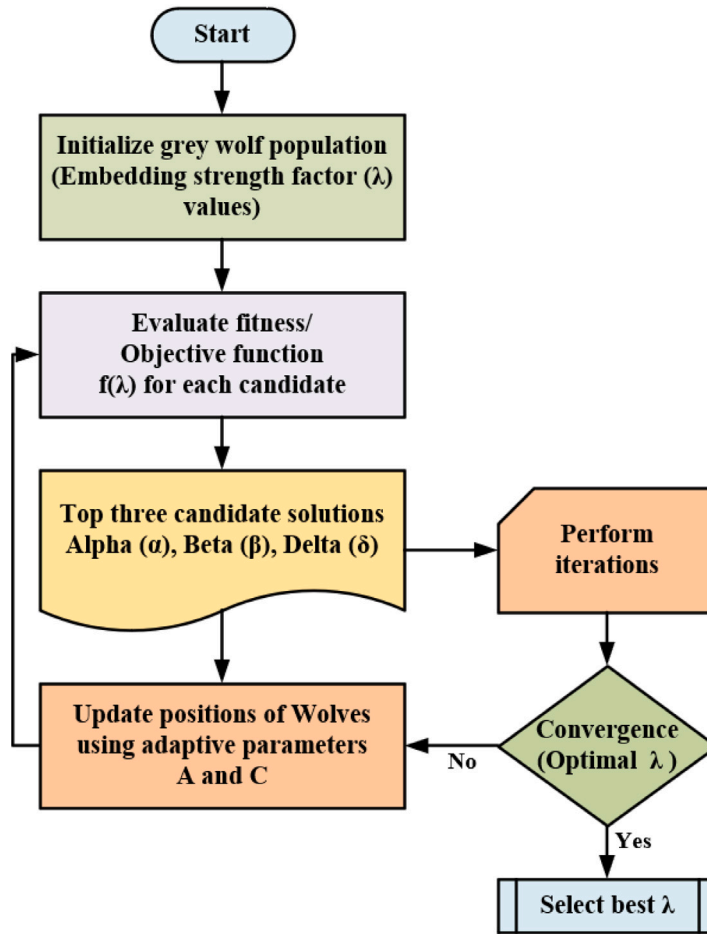 Start
Initialize grey wolf population
(Embedding strength factor (λ)
values)
Evaluate fitness/
Objective function
f(λ) for each candidate
Top three candidate solutions
Alpha (α), Beta (β), Delta (δ)
Perform
iterations
Update positions of Wolves
using adaptive parameters
A and C
Convergence
(Optimal λ )
No
Yes
Select best λ